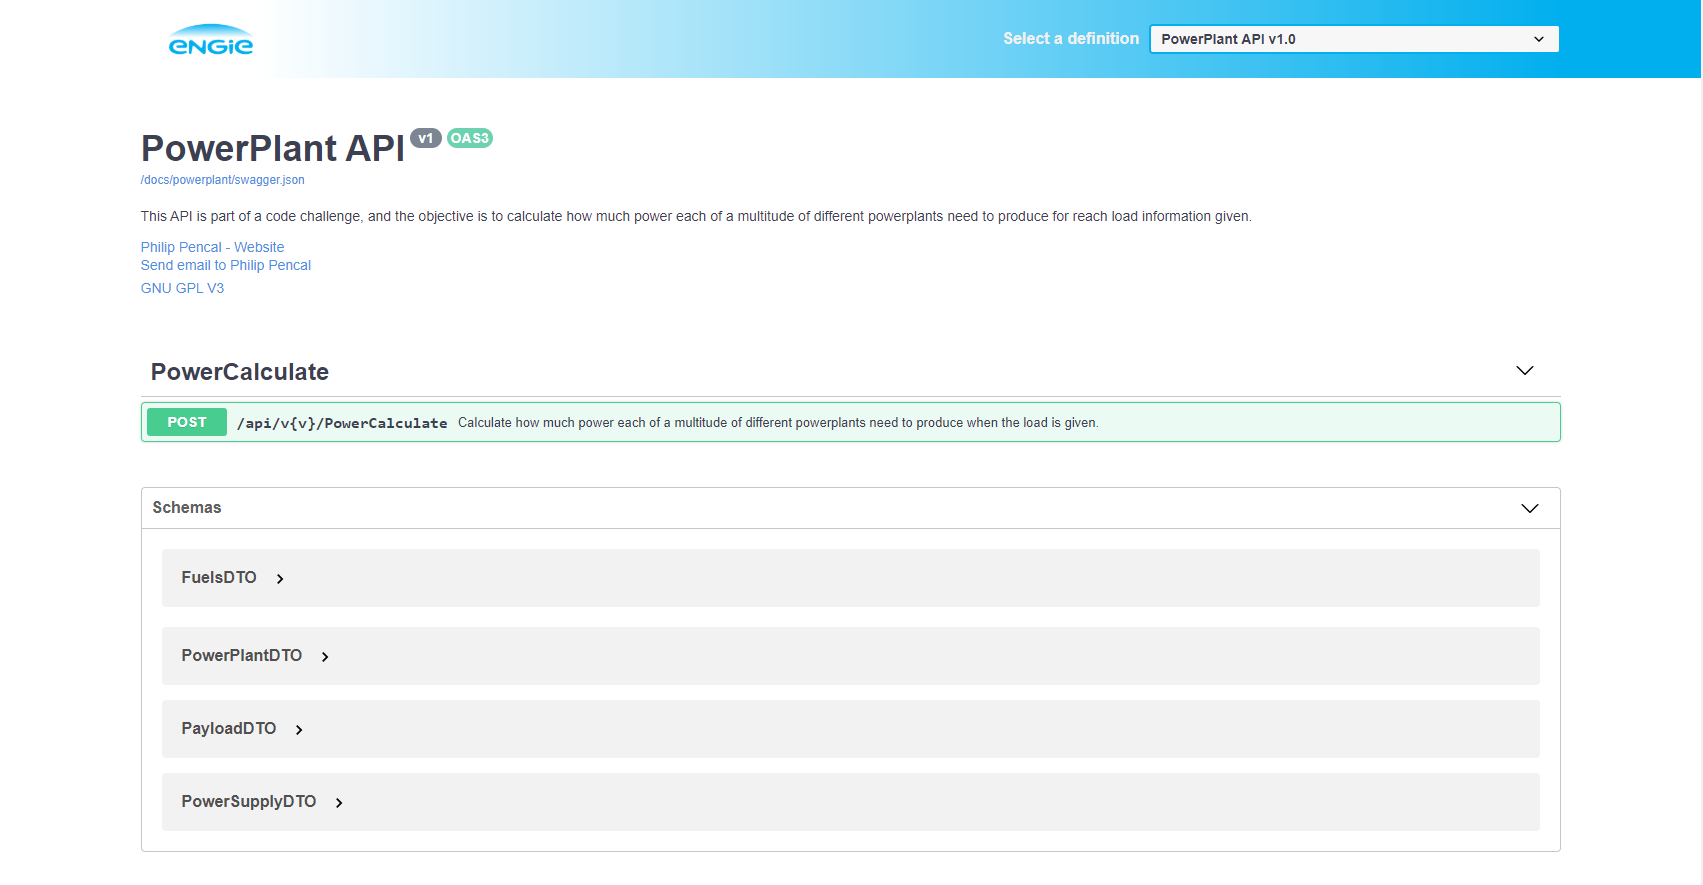 ENGIE
Select a definition
PowerPlant API v1.0
PowerPlant API v1 OAS3
/docs/powerplant/swagger.json
This API is part of a code challenge, and the objective is to calculate how much power each of a multitude of different powerplants need to produce for reach load information given.
Philip Pencal - Website
Send email to Philip Pencal
GNU GPL V3
PowerCalculate
POST /api/v{v}/PowerCalculate Calculate how much power each of a multitude of different powerplants need to produce when the load is given.
Schemas
FuelsDTO
PowerPlantDTO
PayloadDTO
PowerSupplyDTO